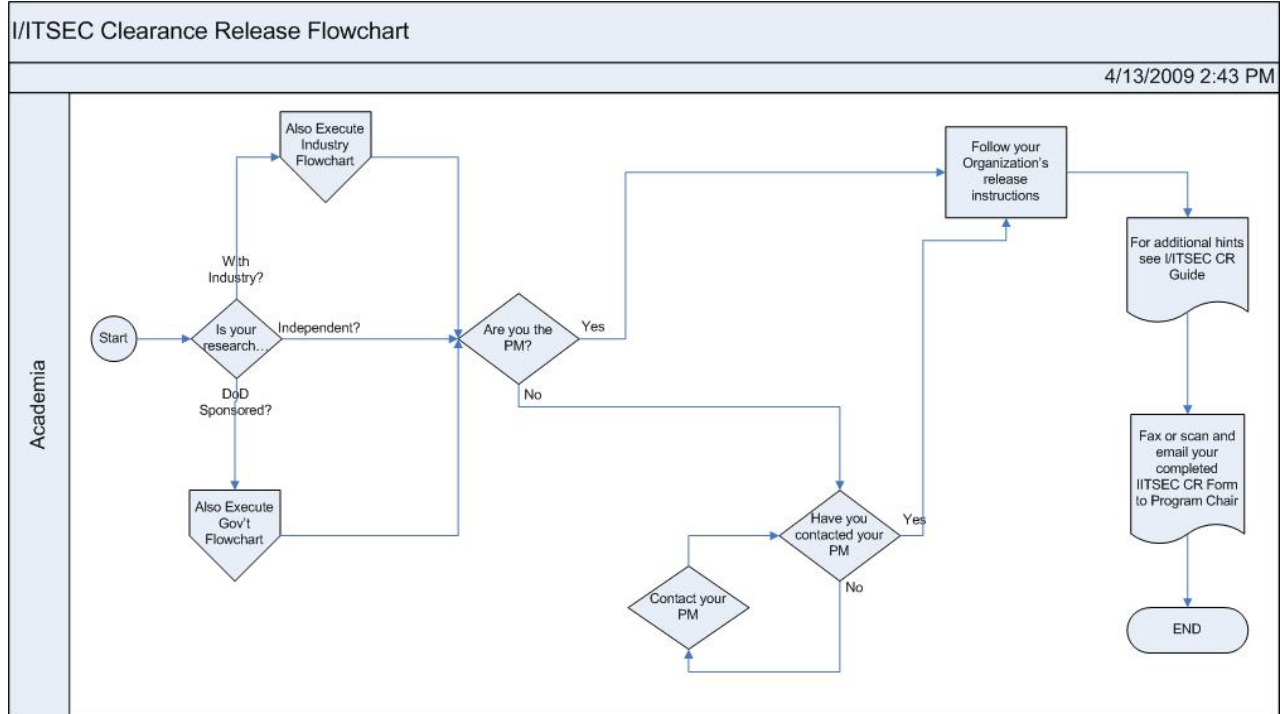 I/ITSEC Clearance Release Flowchart
4/13/2009 2:43 PM
Academia
Start
Is your
research...
With
Industry?
Also Execute
Industry
Flowchart
Independent?
DoD
Sponsored?
Also Execute
Gov't
Flowchart
Are you the
PM?
Yes
No
Have you
contacted your
PM
Yes
No
Contact your
PM
Follow your
Organization's
release
instructions
For additional hints
see I/ITSEC CR
Guide
Fax or scan and
email your
completed
IITSEC CR Form
to Program Chair
END